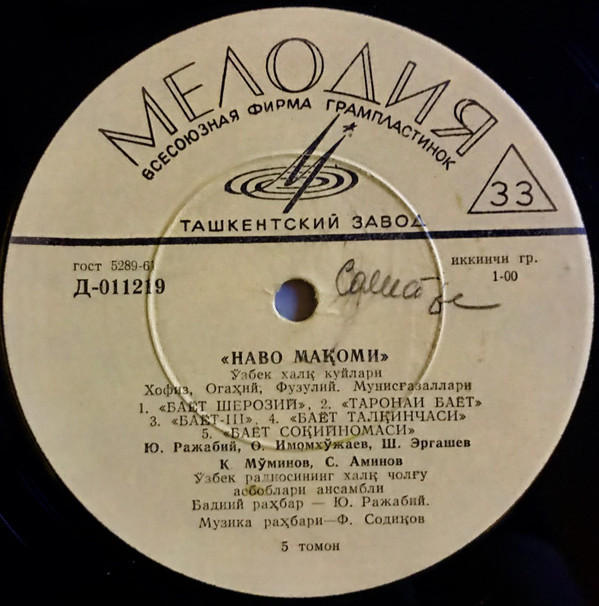 МЕЛОДИЯ
ВСЕСОЮЗНАЯ ФИРМА ГРАМПЛАСТИНОК
33
ТАШКЕНТСКИЙ ЗАВОД
гост 5289-61
Д-011219
иккинчи гр.
1-00
«НАВО МАҚОМИ»
Ўзбек халқ куйлари
Хофиз, Огаҳий, Фузулий. Мунисғазаллари
1. «БАЁТ ШЕРОЗИЙ», 2. «ТАРОНАИ БАЁТ»
3. «БАЁТ-III», 4. «БАЁТ ТАЛҚИНЧАСИ»
5. «БАЁТ СОҚИЙНОМАСИ»
Ю. Ражабий, О. Имомхўжаев, Ш. Эргашев
К Мўминов, С. Аминов
Ўзбек радиосининг халқ чолғу
асбоблари ансамбли
Бадиий раҳбар — Ю. Ражабий.
Музика раҳбари—Ф. Содиқов
5 томон